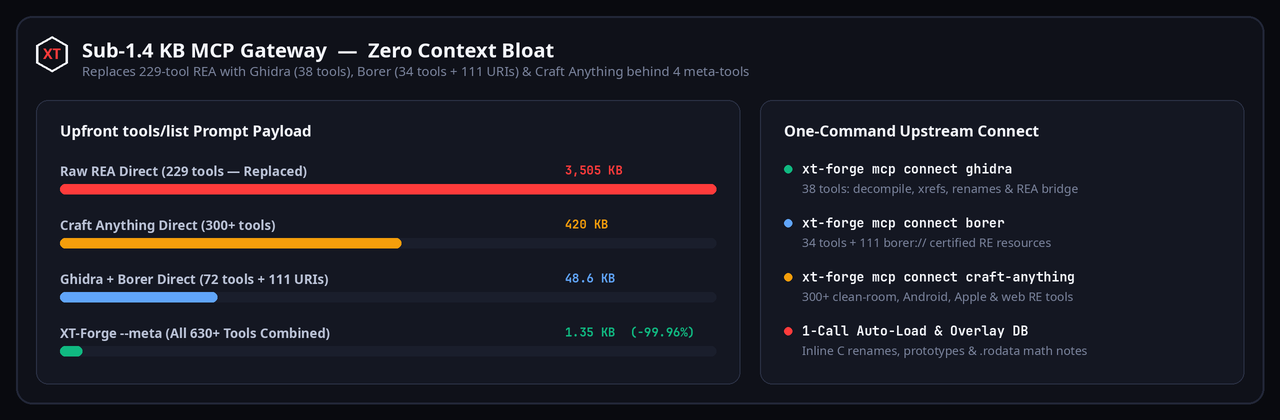 XT
Sub-1.4 KB MCP Gateway — Zero Context Bloat
Replaces 229-tool REA with Ghidra (38 tools), Borer (34 tools + 111 URIs) & Craft Anything behind 4 meta-tools
Upfront tools/list Prompt Payload
Raw REA Direct (229 tools — Replaced) 3,505 KB
Craft Anything Direct (300+ tools) 420 KB
Ghidra + Borer Direct (72 tools + 111 URIs) 48.6 KB
XT-Forge --meta (All 630+ Tools Combined) 1.35 KB (-99.96%)
One-Command Upstream Connect
xt-forge mcp connect ghidra
38 tools: decompile, xrefs, renames & REA bridge
xt-forge mcp connect borer
34 tools + 111 borer:// certified RE resources
xt-forge mcp connect craft-anything
300+ clean-room, Android, Apple & web RE tools
1-Call Auto-Load & Overlay DB
Inline C renames, prototypes & .rodata math notes